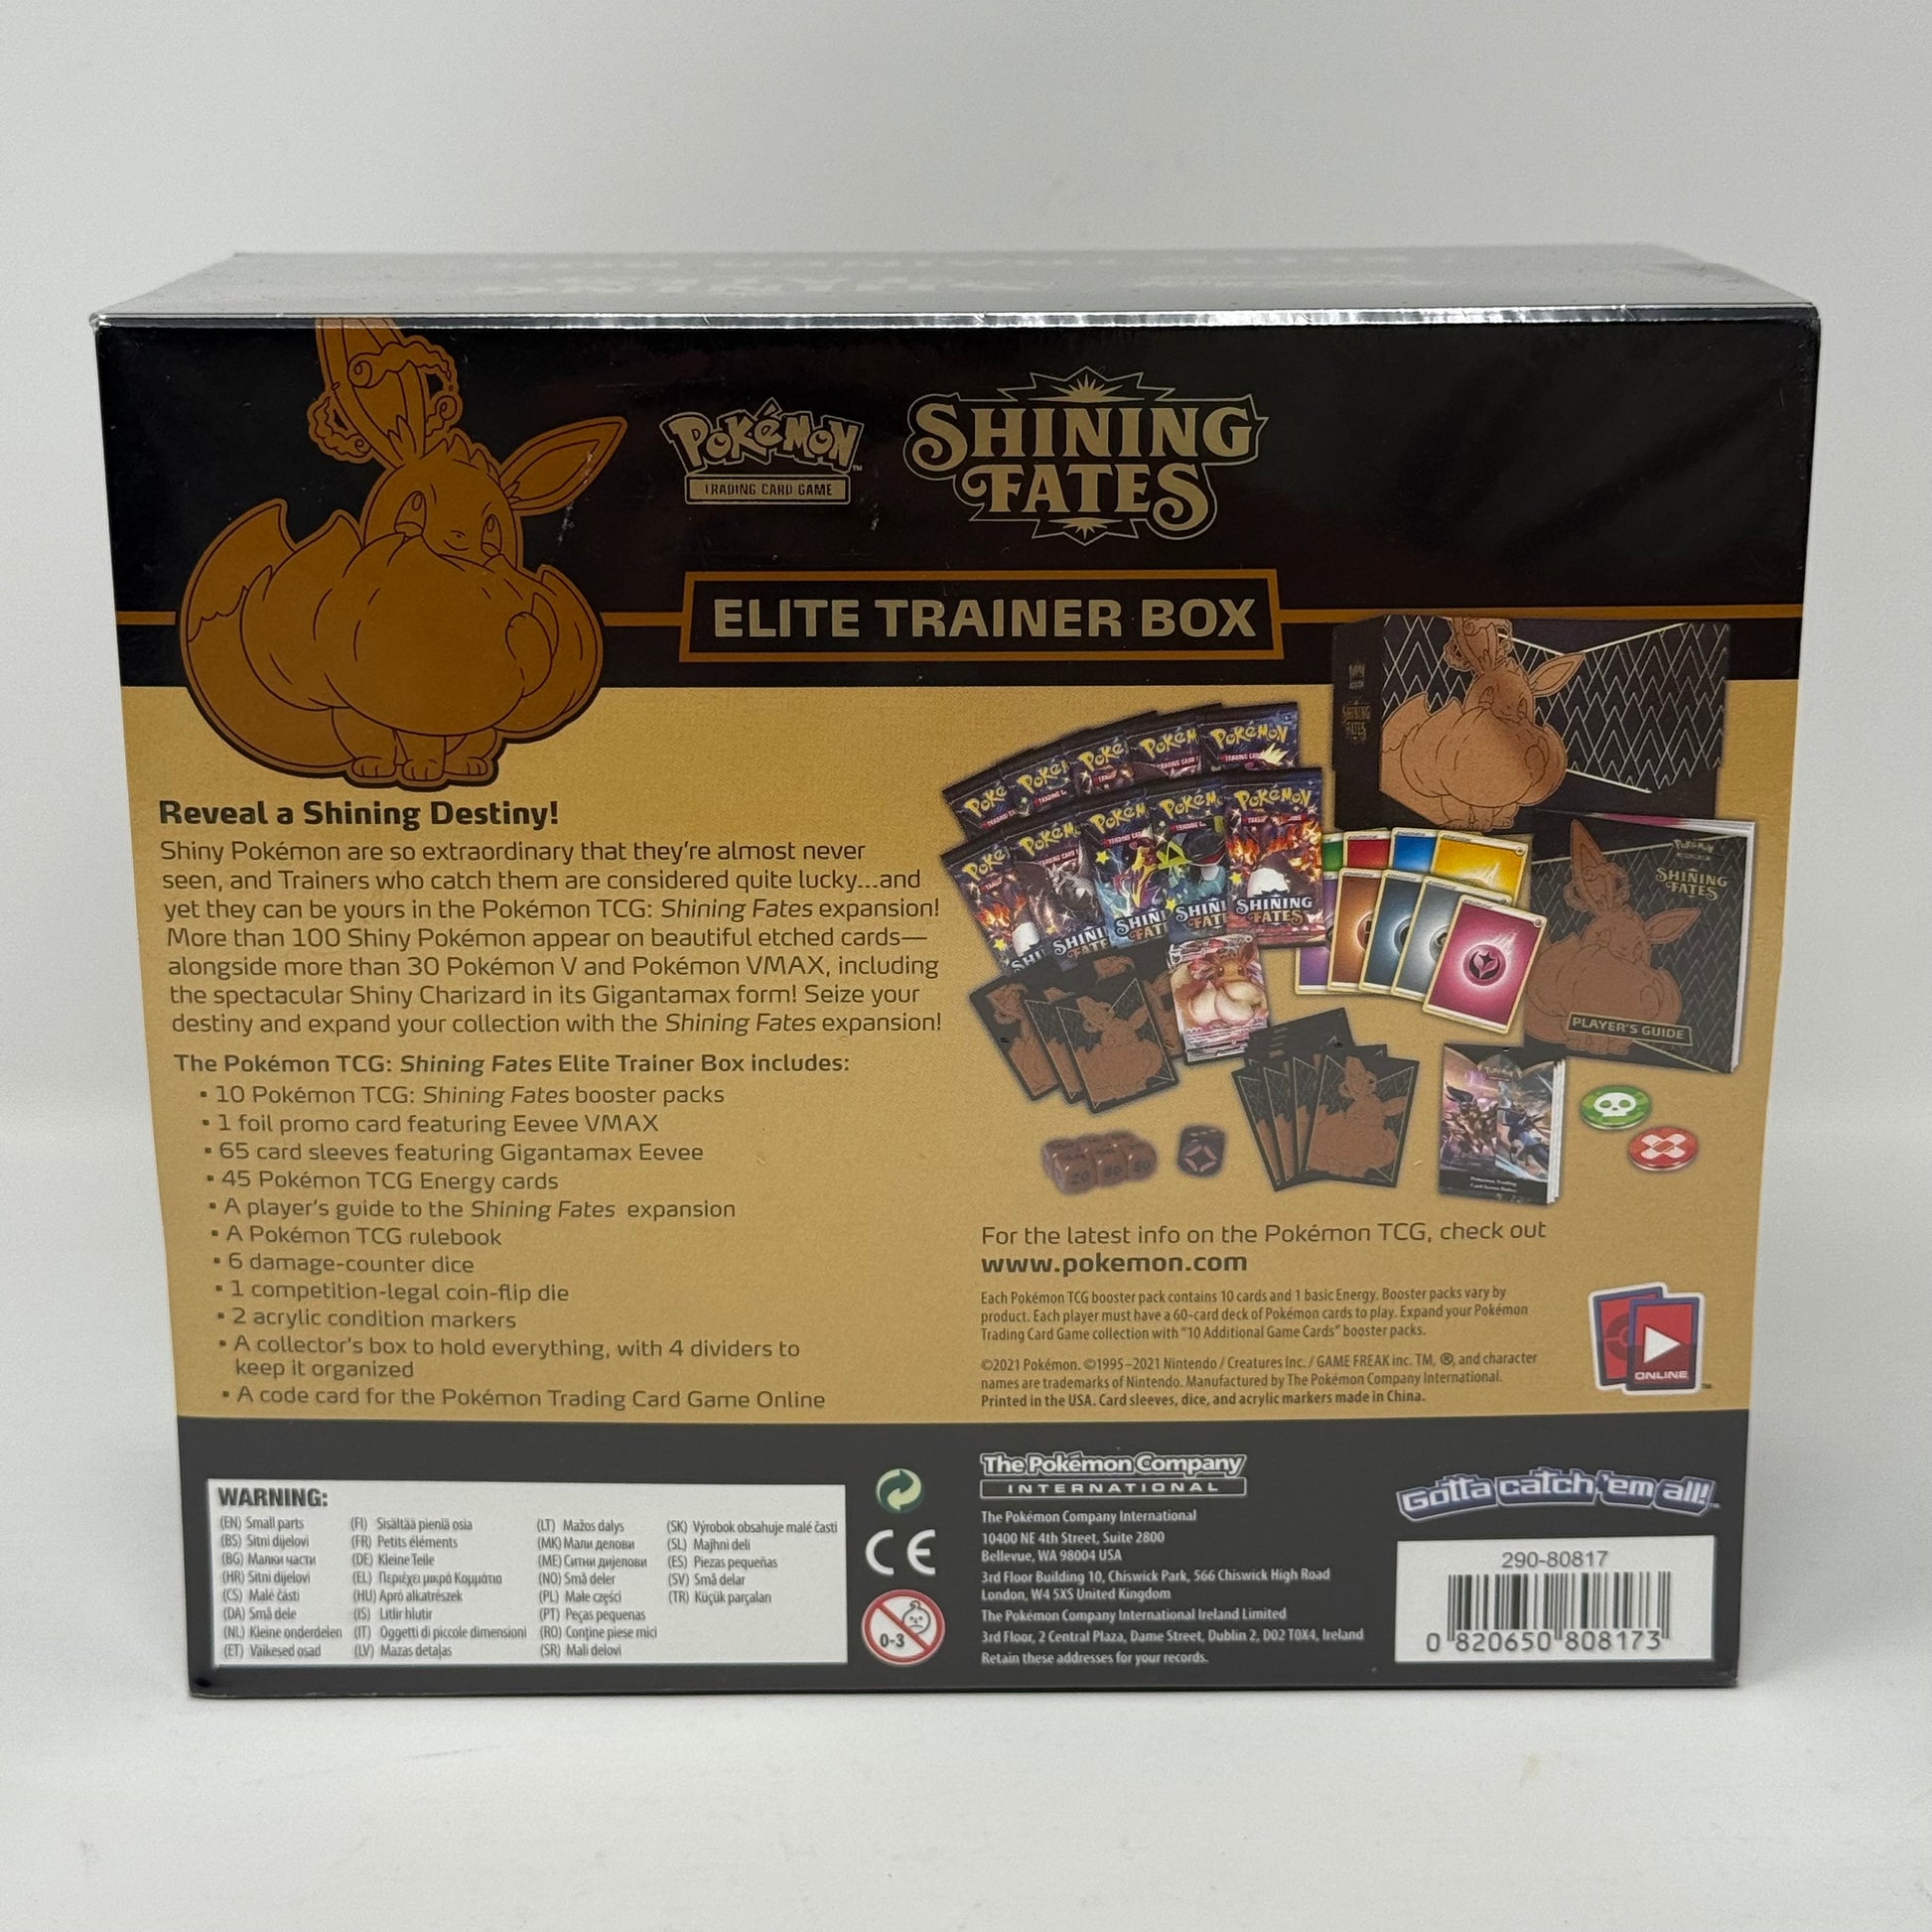 POKéMON
TRADING CARD GAME
SHINING
FATES
ELITE TRAINER BOX
Reveal a Shining Destiny!
Shiny Pokémon are so extraordinary that they're almost never
seen, and Trainers who catch them are considered quite lucky...and
yet they can be yours in the Pokémon TCG: Shining Fates expansion!
More than 100 Shiny Pokémon appear on beautiful etched cards—
alongside more than 30 Pokémon V and Pokémon VMAX, including
the spectacular Shiny Charizard in its Gigantamax form! Seize your
destiny and expand your collection with the Shining Fates expansion!
The Pokémon TCG: Shining Fates Elite Trainer Box includes:
▪ 10 Pokémon TCG: Shining Fates booster packs
▪ 1 foil promo card featuring Eevee VMAX
▪ 65 card sleeves featuring Gigantamax Eevee
▪ 45 Pokémon TCG Energy cards
▪ A player's guide to the Shining Fates expansion
▪ A Pokémon TCG rulebook
▪ 6 damage-counter dice
▪ 1 competition-legal coin-flip die
▪ 2 acrylic condition markers
▪ A collector's box to hold everything, with 4 dividers to
keep it organized
▪ A code card for the Pokémon Trading Card Game Online
POKéMON
SHINING
FATES
SHINING
FATES
PLAYER'S GUIDE
For the latest info on the Pokémon TCG, check out
www.pokemon.com
Each Pokémon TCG booster pack contains 10 cards and 1 basic Energy. Booster packs vary by
product. Each player must have a 60-card deck of Pokémon cards to play. Expand your Pokémon
Trading Card Game collection with "10 Additional Game Cards" booster packs.
©2021 Pokémon. ©1995–2021 Nintendo / Creatures Inc. / GAME FREAK inc. TM, ®, and character
names are trademarks of Nintendo. Manufactured by The Pokémon Company International.
Printed in the USA. Card sleeves, dice, and acrylic markers made in China.
ONLINE
WARNING:
(EN) Small parts
(BS) Sitni dijelovi
(BG) Малки части
(HR) Sitni dijelovi
(CS) Malé části
(DA) Små dele
(NL) Kleine onderdelen
(ET) Väikesed osad
(FI) Sisältää pieniä osia
(FR) Petits éléments
(DE) Kleine Teile
(EL) Περιέχει μικρά Κομμάτια
(HU) Apró alkatrészek
(IS) Litlir hlutir
(IT) Oggetti di piccole dimensioni
(LV) Mazas detaļas
(LT) Mažos dalys
(MK) Мали делови
(ME) Ситни дијелови
(NO) Små deler
(PL) Małe części
(PT) Peças pequenas
(RO) Conține piese mici
(SR) Mali delovi
(SK) Výrobok obsahuje malé časti
(SL) Majhni deli
(ES) Piezas pequeñas
(SV) Små delar
(TR) Küçük parçaları
CE
0-3
The Pokémon Company
INTERNATIONAL
The Pokémon Company International
10400 NE 4th Street, Suite 2800
Bellevue, WA 98004 USA
3rd Floor Building 10, Chiswick Park, 566 Chiswick High Road
London, W4 5XS United Kingdom
The Pokémon Company International Ireland Limited
3rd Floor, 2 Central Plaza, Dame Street, Dublin 2, D02 T0X4, Ireland
Retain these addresses for your records.
Gotta catch 'em all!
290-80817
0 820650 808173